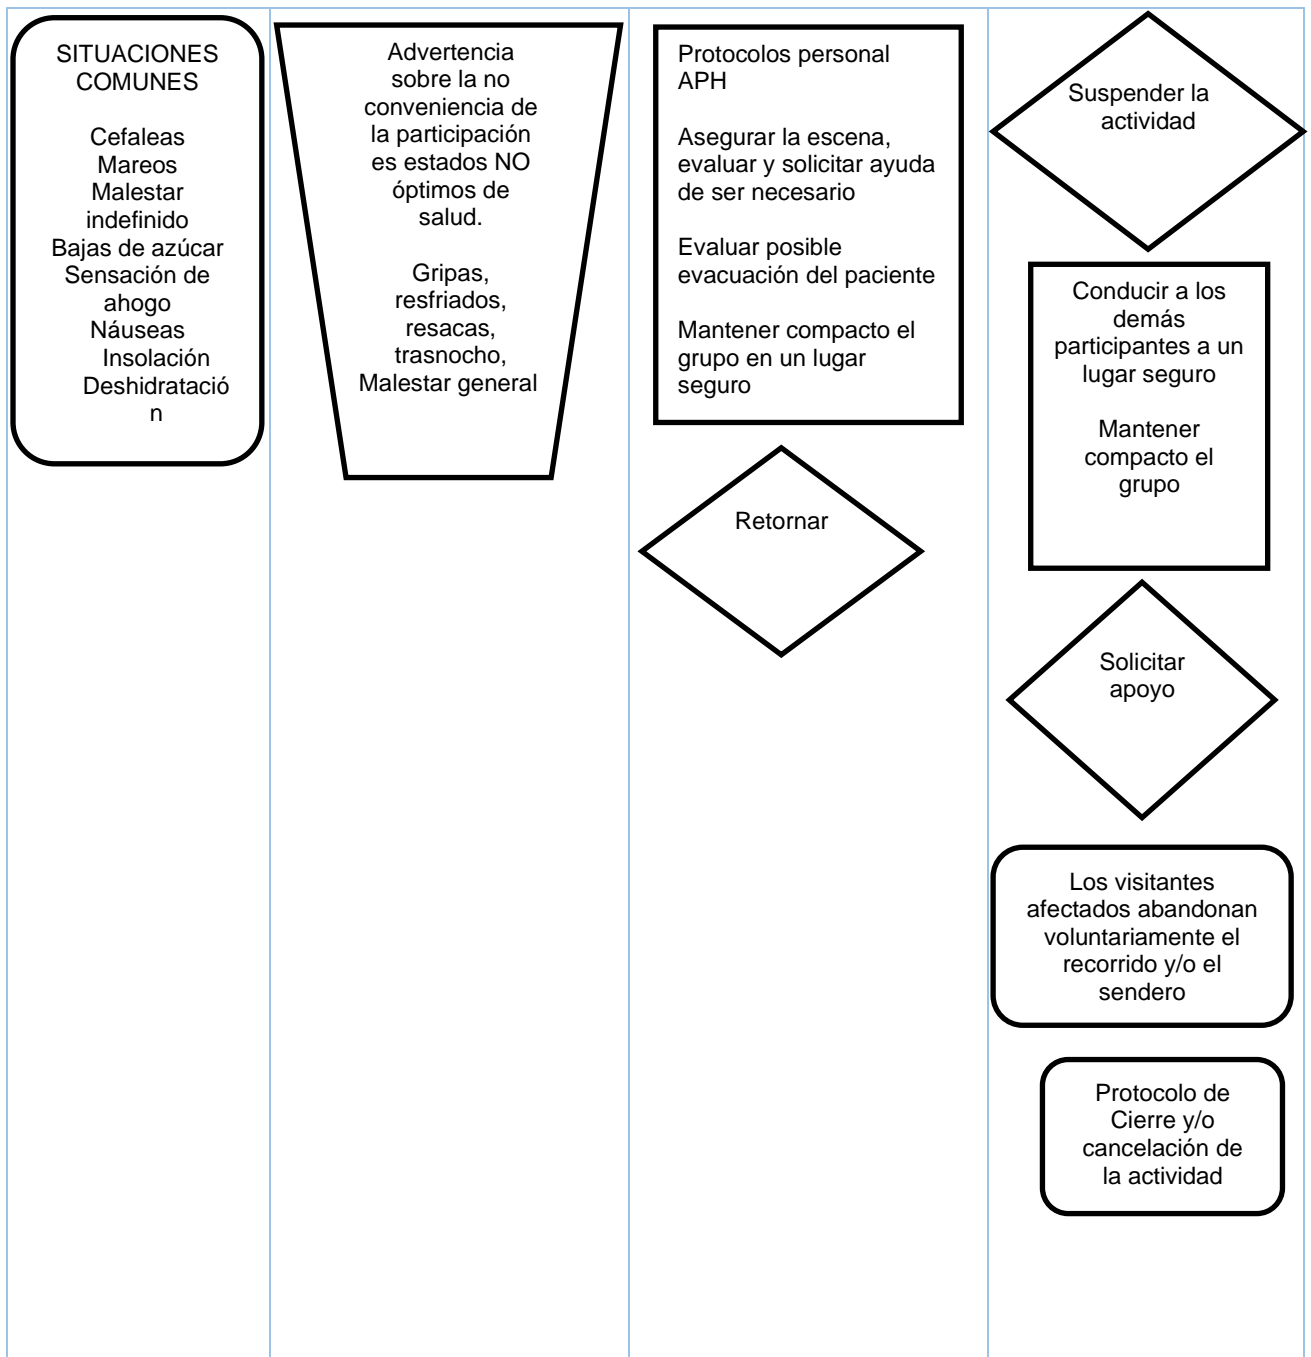 SITUACIONES
COMUNES
Cefaleas
Mareos
Malestar
indefinido
Bajas de azúcar
Sensación de
ahogo
Náuseas
Insolación
Deshidratació
n
Advertencia
sobre la no
conveniencia de
la participación
es estados NO
óptimos de
salud.
Gripas,
resfriados,
resacas,
trasnocho,
Malestar general
Protocolos personal
APH
Asegurar la escena,
evaluar y solicitar ayuda
de ser necesario
Evaluar posible
evacuación del paciente
Mantener compacto el
grupo en un lugar
seguro
Retornar
Suspender la
actividad
Conducir a los
demás
participantes a un
lugar seguro
Mantener
compacto el
grupo
Solicitar
apoyo
Los visitantes
afectados abandonan
voluntariamente el
recorrido y/o el
sendero
Protocolo de
Cierre y/o
cancelación de
la actividad